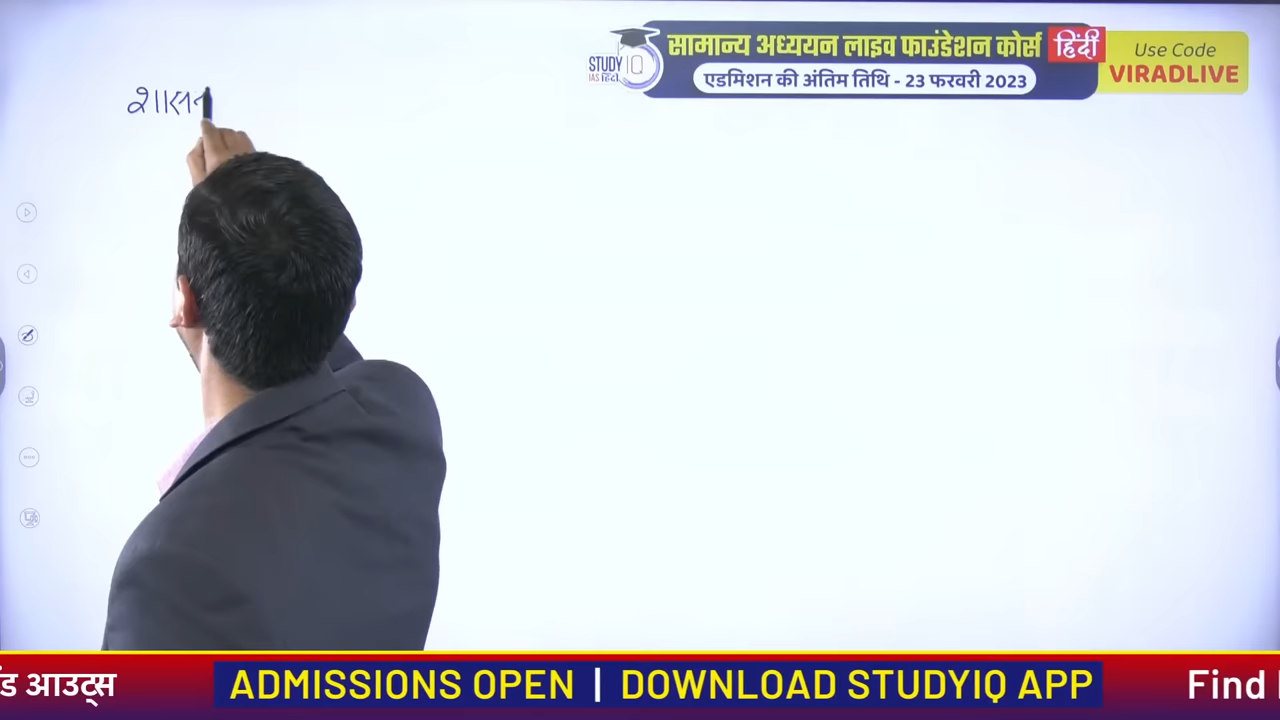 सामान्य अध्ययन लाइव फाउंडेशन कोर्स हिंदी
एडमिशन की अंतिम तिथि - 23 फरवरी 2023
Use Code
VIRADLIVE
STUDY IQ
IAS हिंदी
शासन
आउट्स ADMISSIONS OPEN | DOWNLOAD STUDYIQ APP Find